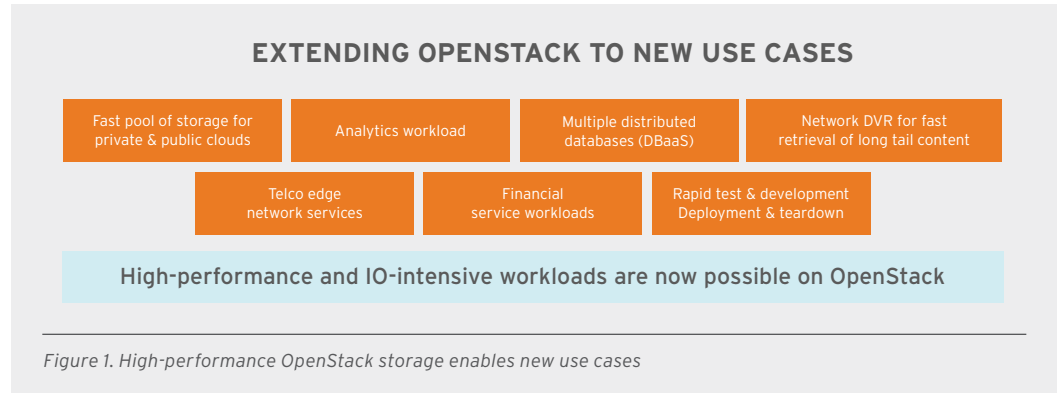 EXTENDING OPENSTACK TO NEW USE CASES
Fast pool of storage for
private & public clouds
Analytics workload
Multiple distributed
databases (DBaaS)
Network DVR for fast
retrieval of long tail content
Telco edge
network services
Financial
service workloads
Rapid test & development
Deployment & teardown
High-performance and IO-intensive workloads are now possible on OpenStack
Figure 1. High-performance OpenStack storage enables new use cases